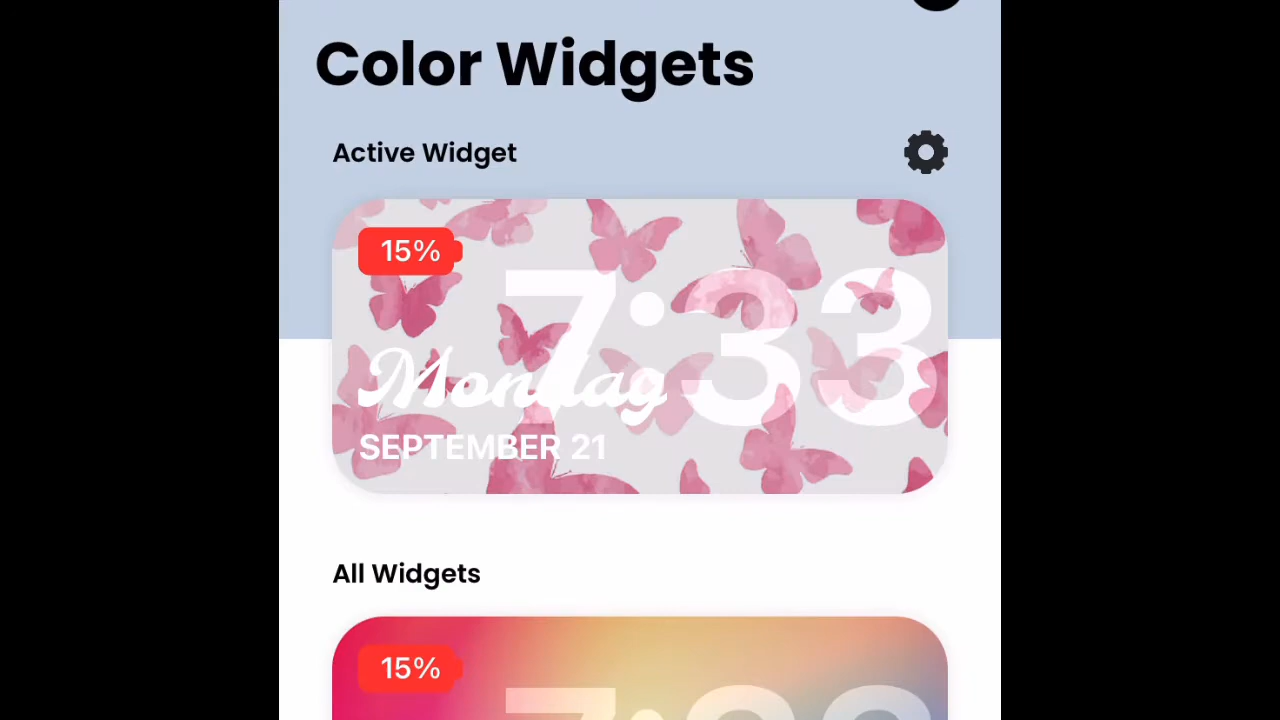 Color Widgets
Active Widget
15%
7:33
Monday
SEPTEMBER 21
All Widgets
15%